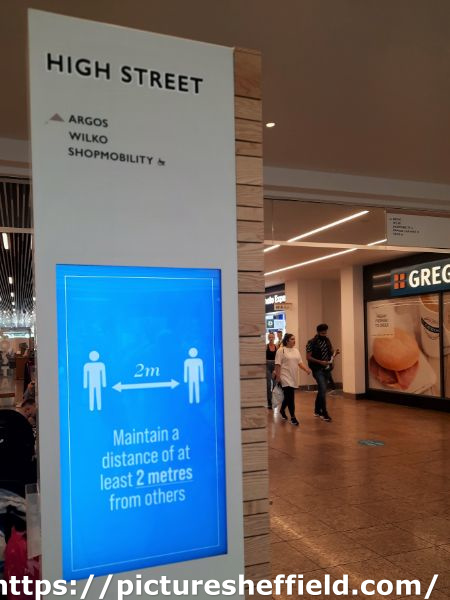 HIGH STREET
ARGOS
WILKO
SHOPMOBILITY
2m
Maintain a
distance of at
least 2 metres
from others
GREG
https://picturesheffield.com/